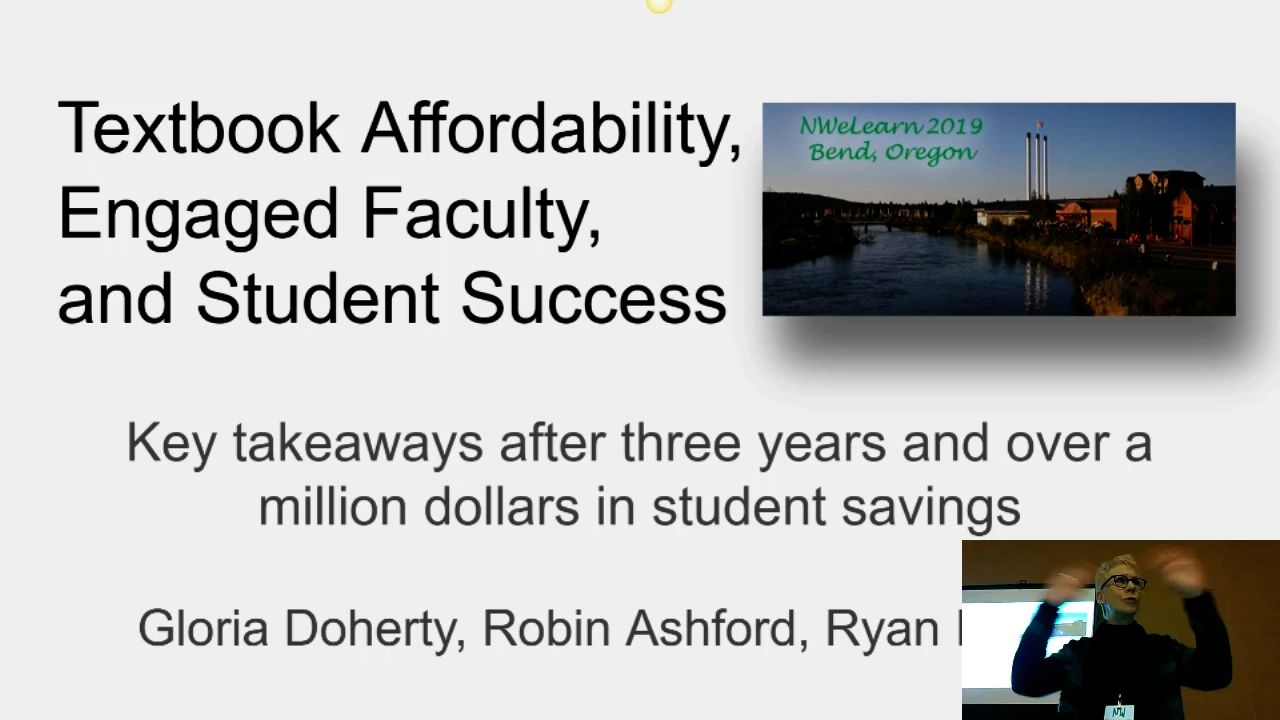 Textbook Affordability,
Engaged Faculty,
and Student Success
NWeLearn 2019
Bend, Oregon
Key takeaways after three years and over a
million dollars in student savings
Gloria Doherty, Robin Ashford, Ryan
NW